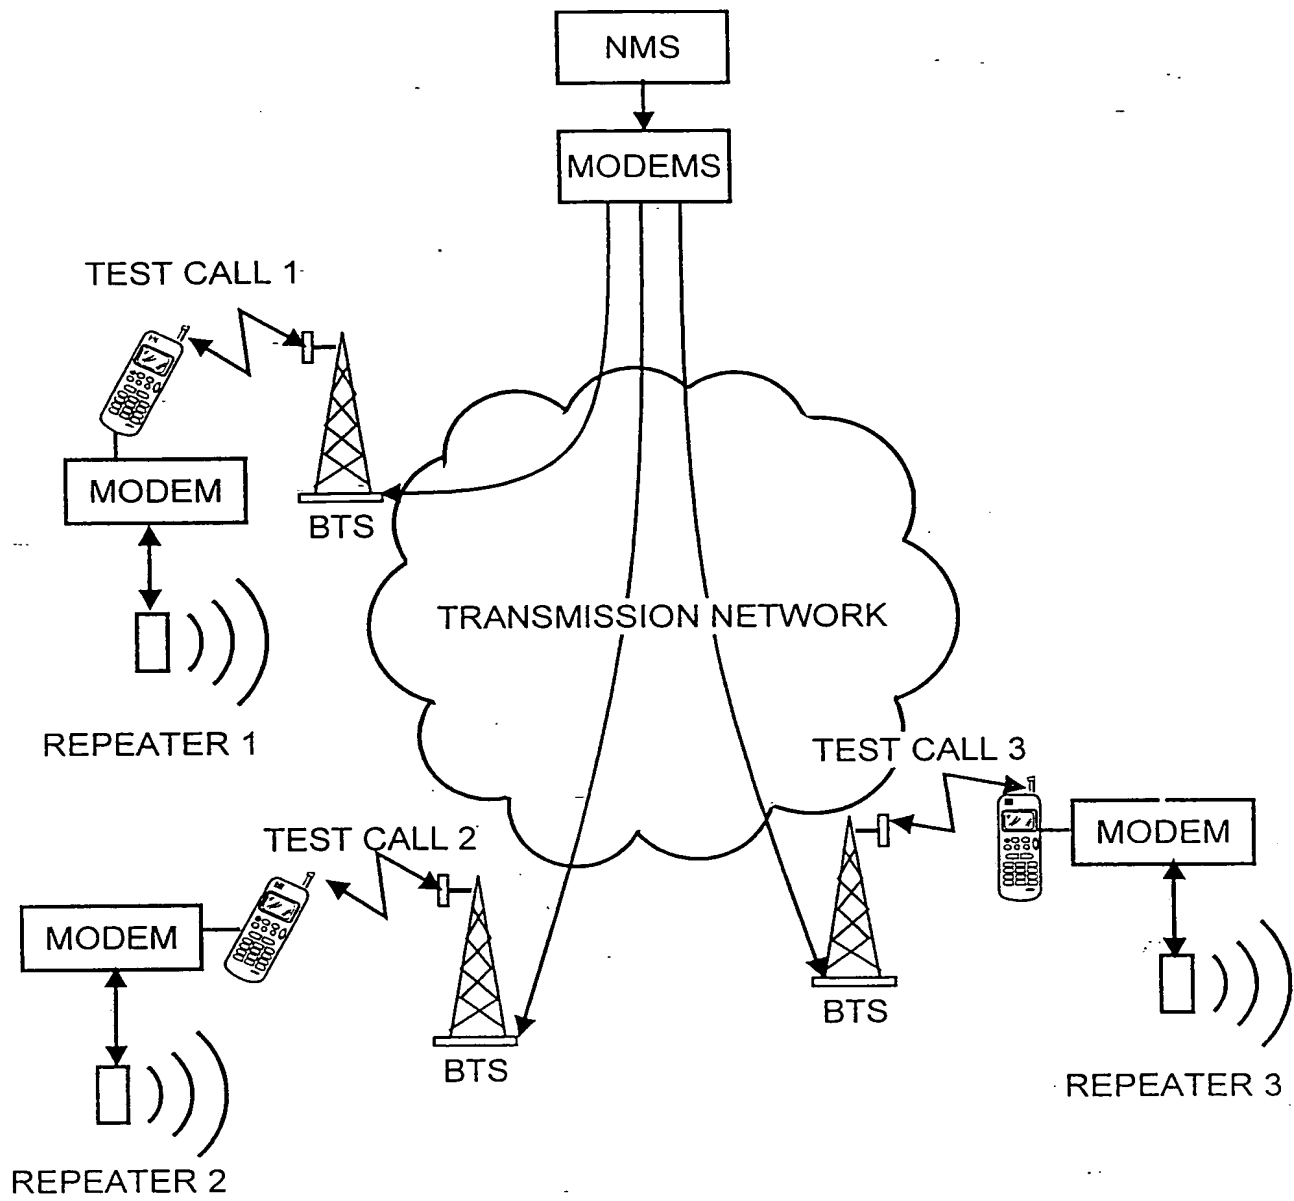 NMS
MODEMS
TEST CALL 1
MODEM
BTS
TRANSMISSION NETWORK
REPEATER 1
TEST CALL 3
MODEM
TEST CALL 2
MODEM
BTS
BTS
REPEATER 3
REPEATER 2